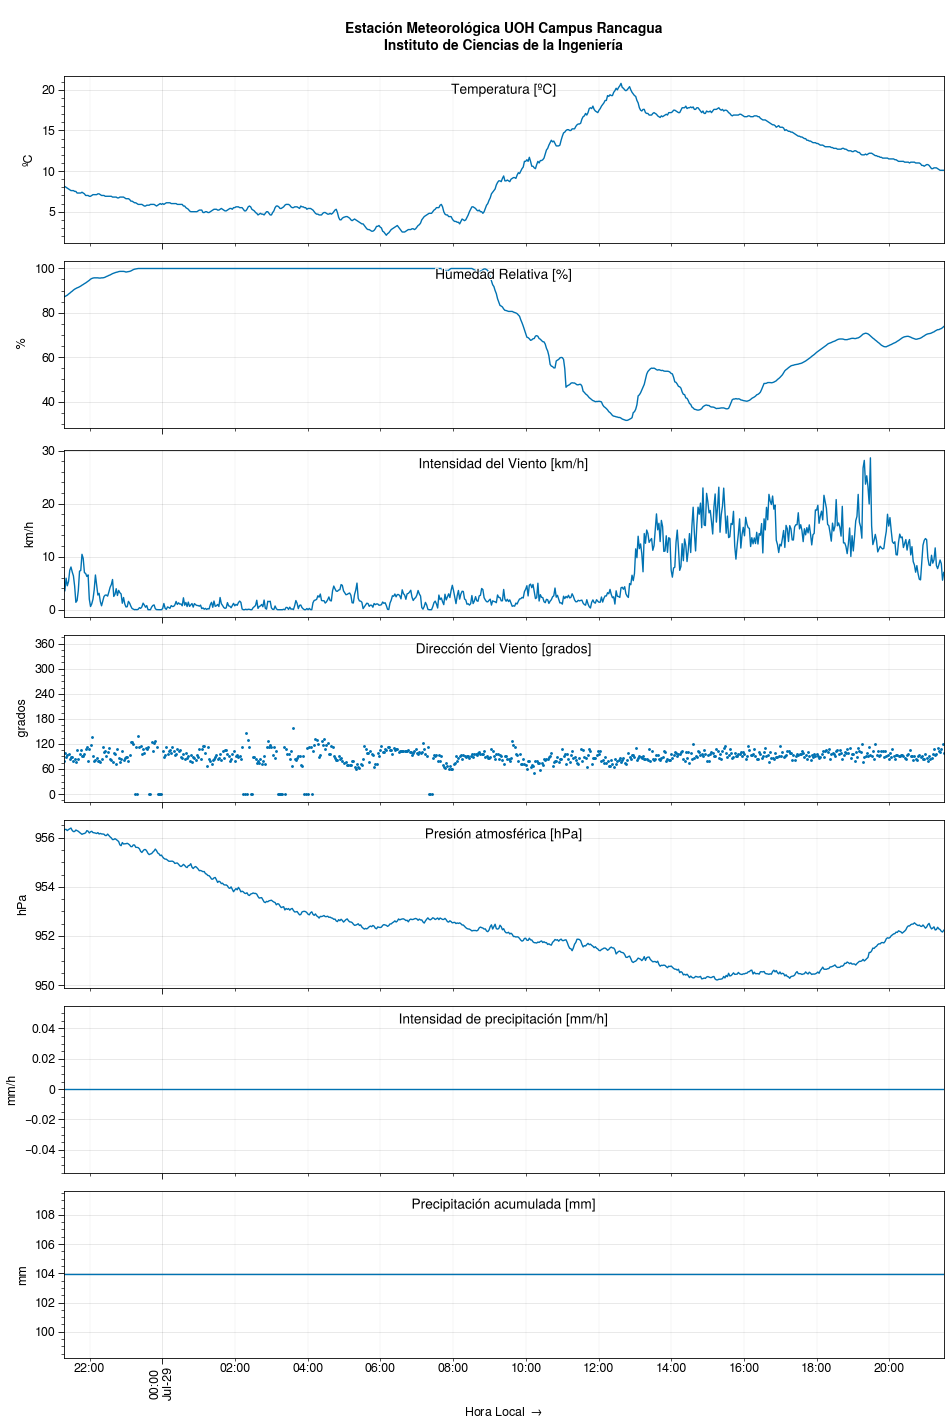 Estación Meteorológica UOH Campus Rancagua
Instituto de Ciencias de la Ingeniería
Temperatura [ºC]
ºC
20
15
10
5
Humedad Relativa [%]
%
100
80
60
40
Intensidad del Viento [km/h]
km/h
30
20
10
0
Dirección del Viento [grados]
grados
360
300
240
180
120
60
0
Presión atmosférica [hPa]
hPa
956
954
952
950
Intensidad de precipitación [mm/h]
mm/h
0.04
0.02
0
−0.02
−0.04
Precipitación acumulada [mm]
mm
108
106
104
102
100
22:00
00:00
Jul-29
02:00
04:00
06:00
08:00
10:00
12:00
14:00
16:00
18:00
20:00
Hora Local →